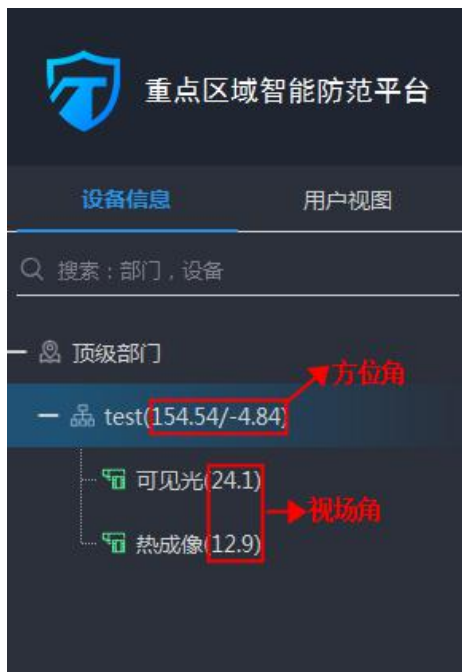 重点区域智能防范平台
设备信息 用户视图
搜索：部门，设备
顶级部门
方位角
test(154.54/-4.84)
可见光(24.1)
视场角
热成像(12.9)